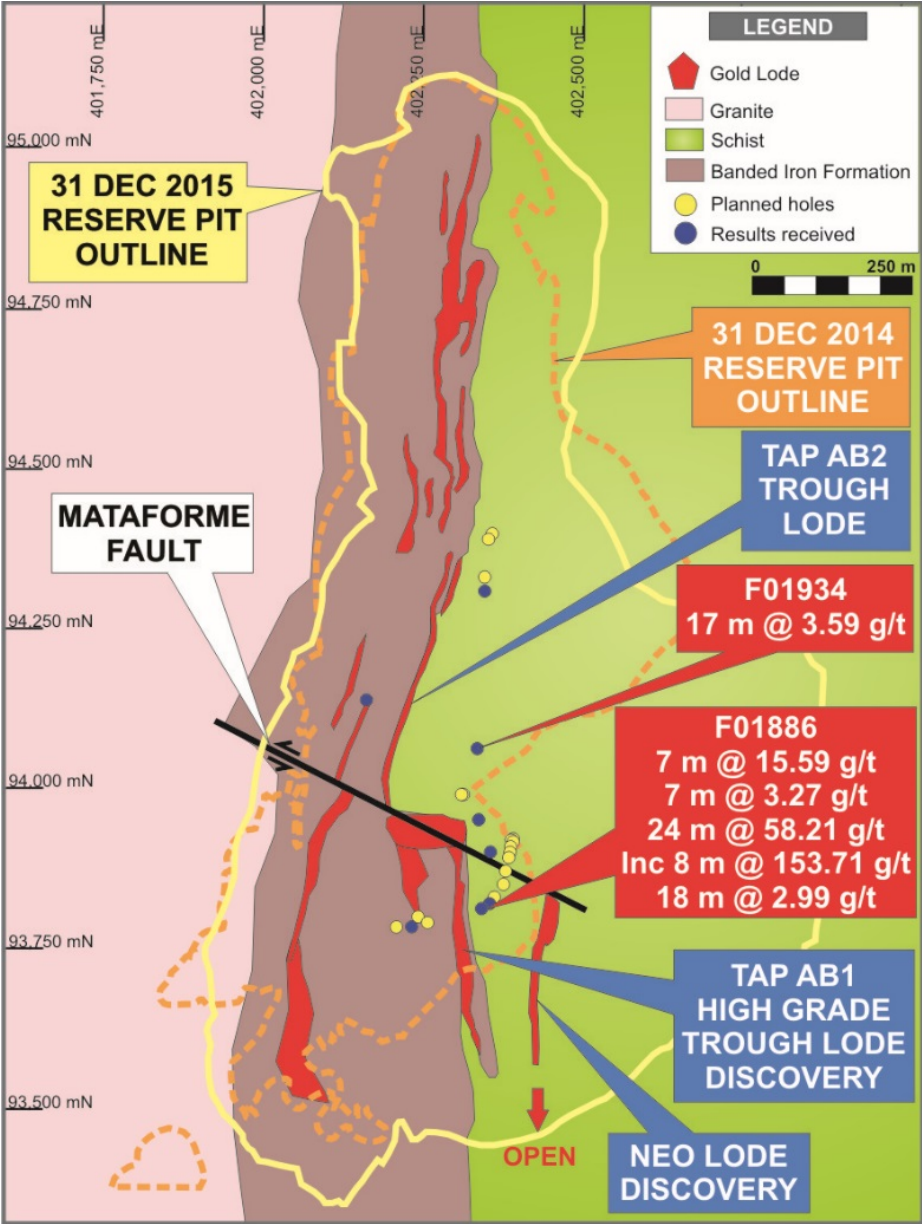 401,750 mE
402,000 mE
402,250 mE
402,500 mE
LEGEND
Gold Lode
Granite
Schist
Banded Iron Formation
Planned holes
Results received
0 250 m
95.000 mN
94.750 mN
94.500 mN
94.250 mN
94.000 mN
93.750 mN
93.500 mN
31 DEC 2015
RESERVE PIT
OUTLINE
31 DEC 2014
RESERVE PIT
OUTLINE
MATAFORME
FAULT
TAP AB2
TROUGH
LODE
F01934
17 m @ 3.59 g/t
F01886
7 m @ 15.59 g/t
7 m @ 3.27 g/t
24 m @ 58.21 g/t
Inc 8 m @ 153.71 g/t
18 m @ 2.99 g/t
TAP AB1
HIGH GRADE
TROUGH LODE
DISCOVERY
OPEN
NEO LODE
DISCOVERY